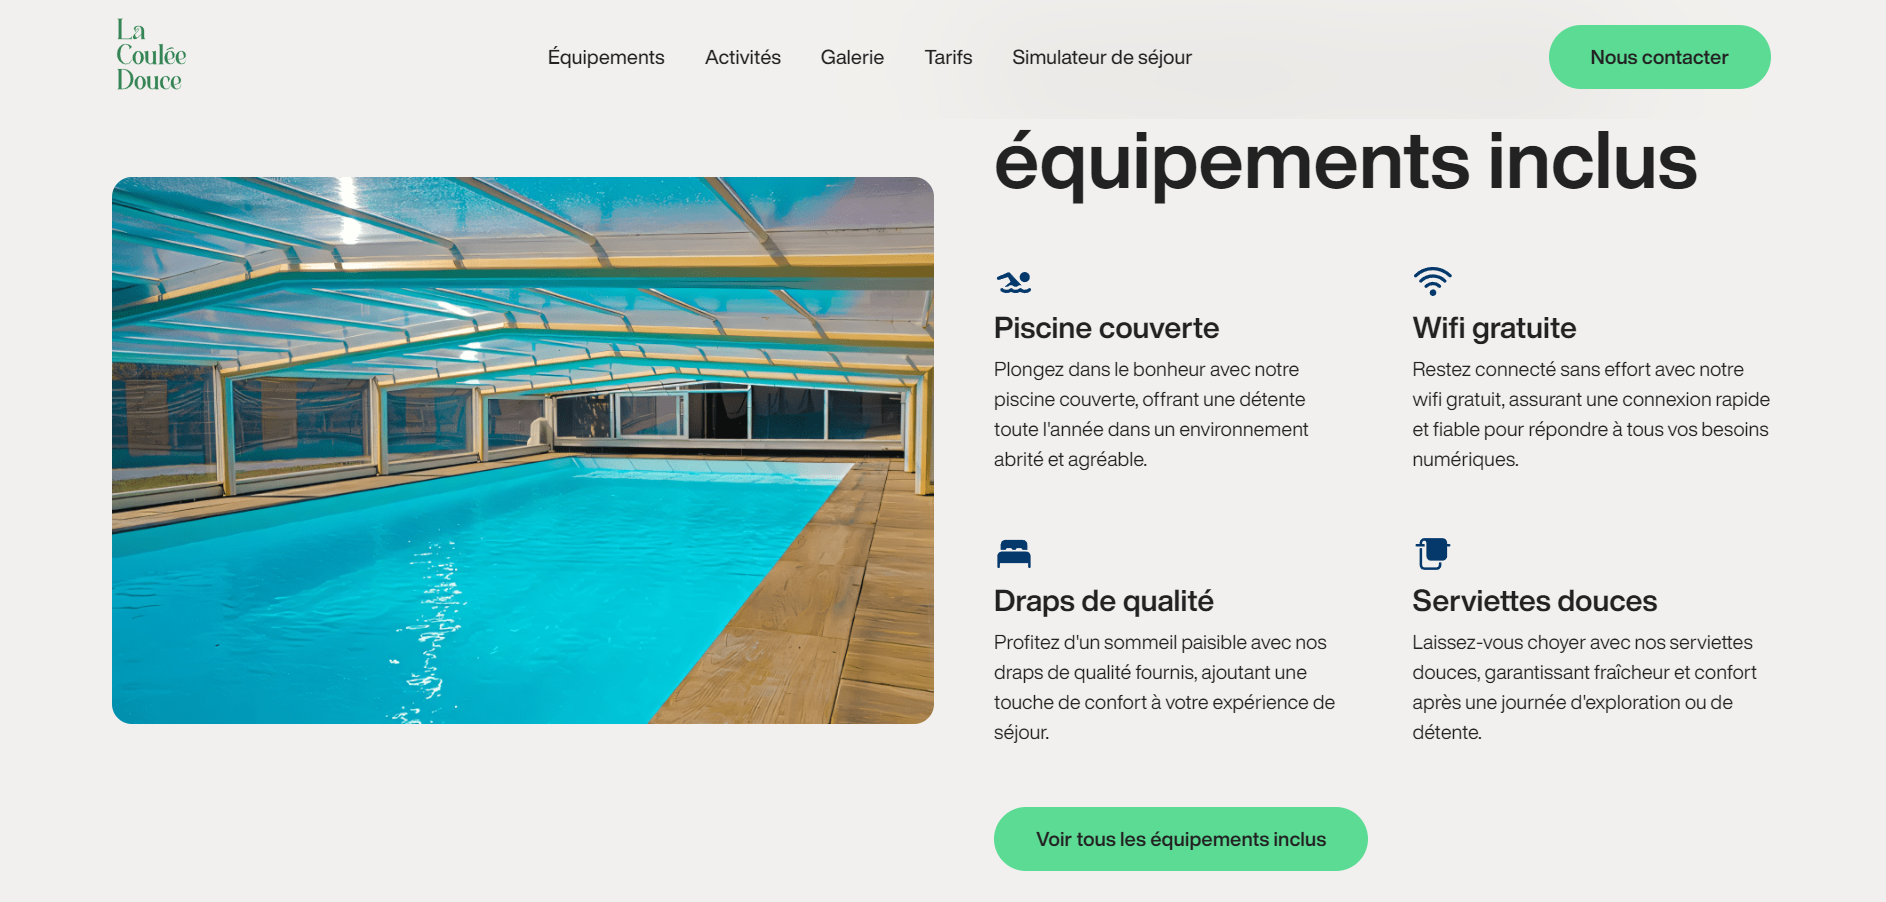 La
Coulée
Douce
Équipements
Activités
Galerie
Tarifs
Simulateur de séjour
Nous contacter
équipements inclus
Piscine couverte
Plongez dans le bonheur avec notre
piscine couverte, offrant une détente
toute l'année dans un environnement
abrité et agréable.
Wifi gratuite
Restez connecté sans effort avec notre
wifi gratuit, assurant une connexion rapide
et fiable pour répondre à tous vos besoins
numériques.
Draps de qualité
Profitez d'un sommeil paisible avec nos
draps de qualité fournis, ajoutant une
touche de confort à votre expérience de
séjour.
Serviettes douces
Laissez-vous choyer avec nos serviettes
douces, garantissant fraîcheur et confort
après une journée d'exploration ou de
détente.
Voir tous les équipements inclus